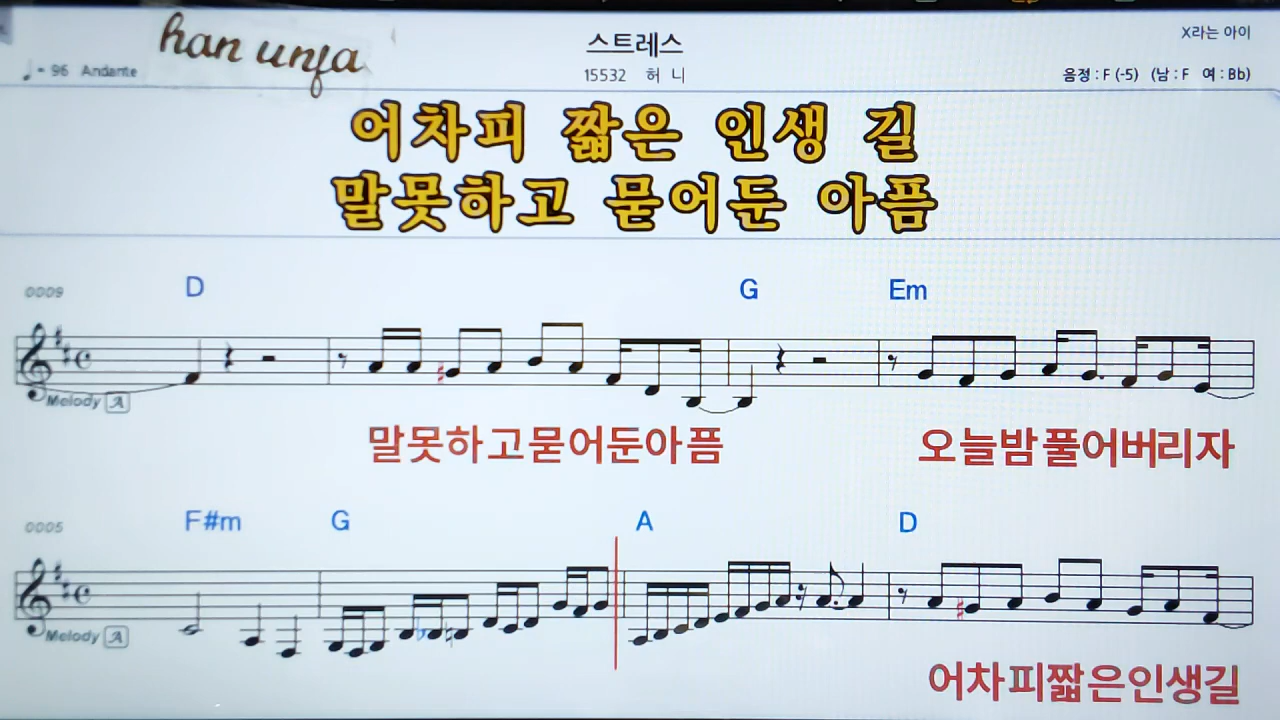 han unfa
스트레스
X라는 아이
♩= 96 Andante
15532 허 니
음정 : F (-5) (남 : F 여 : Bb)
어차피 짧은 인생 길
말못하고 묻어둔 아픔
0009 D G Em
Melody A
말못하고묻어둔아픔 오늘밤풀어버리자
0005 F#m G A D
Melody A
어차피짧은인생길